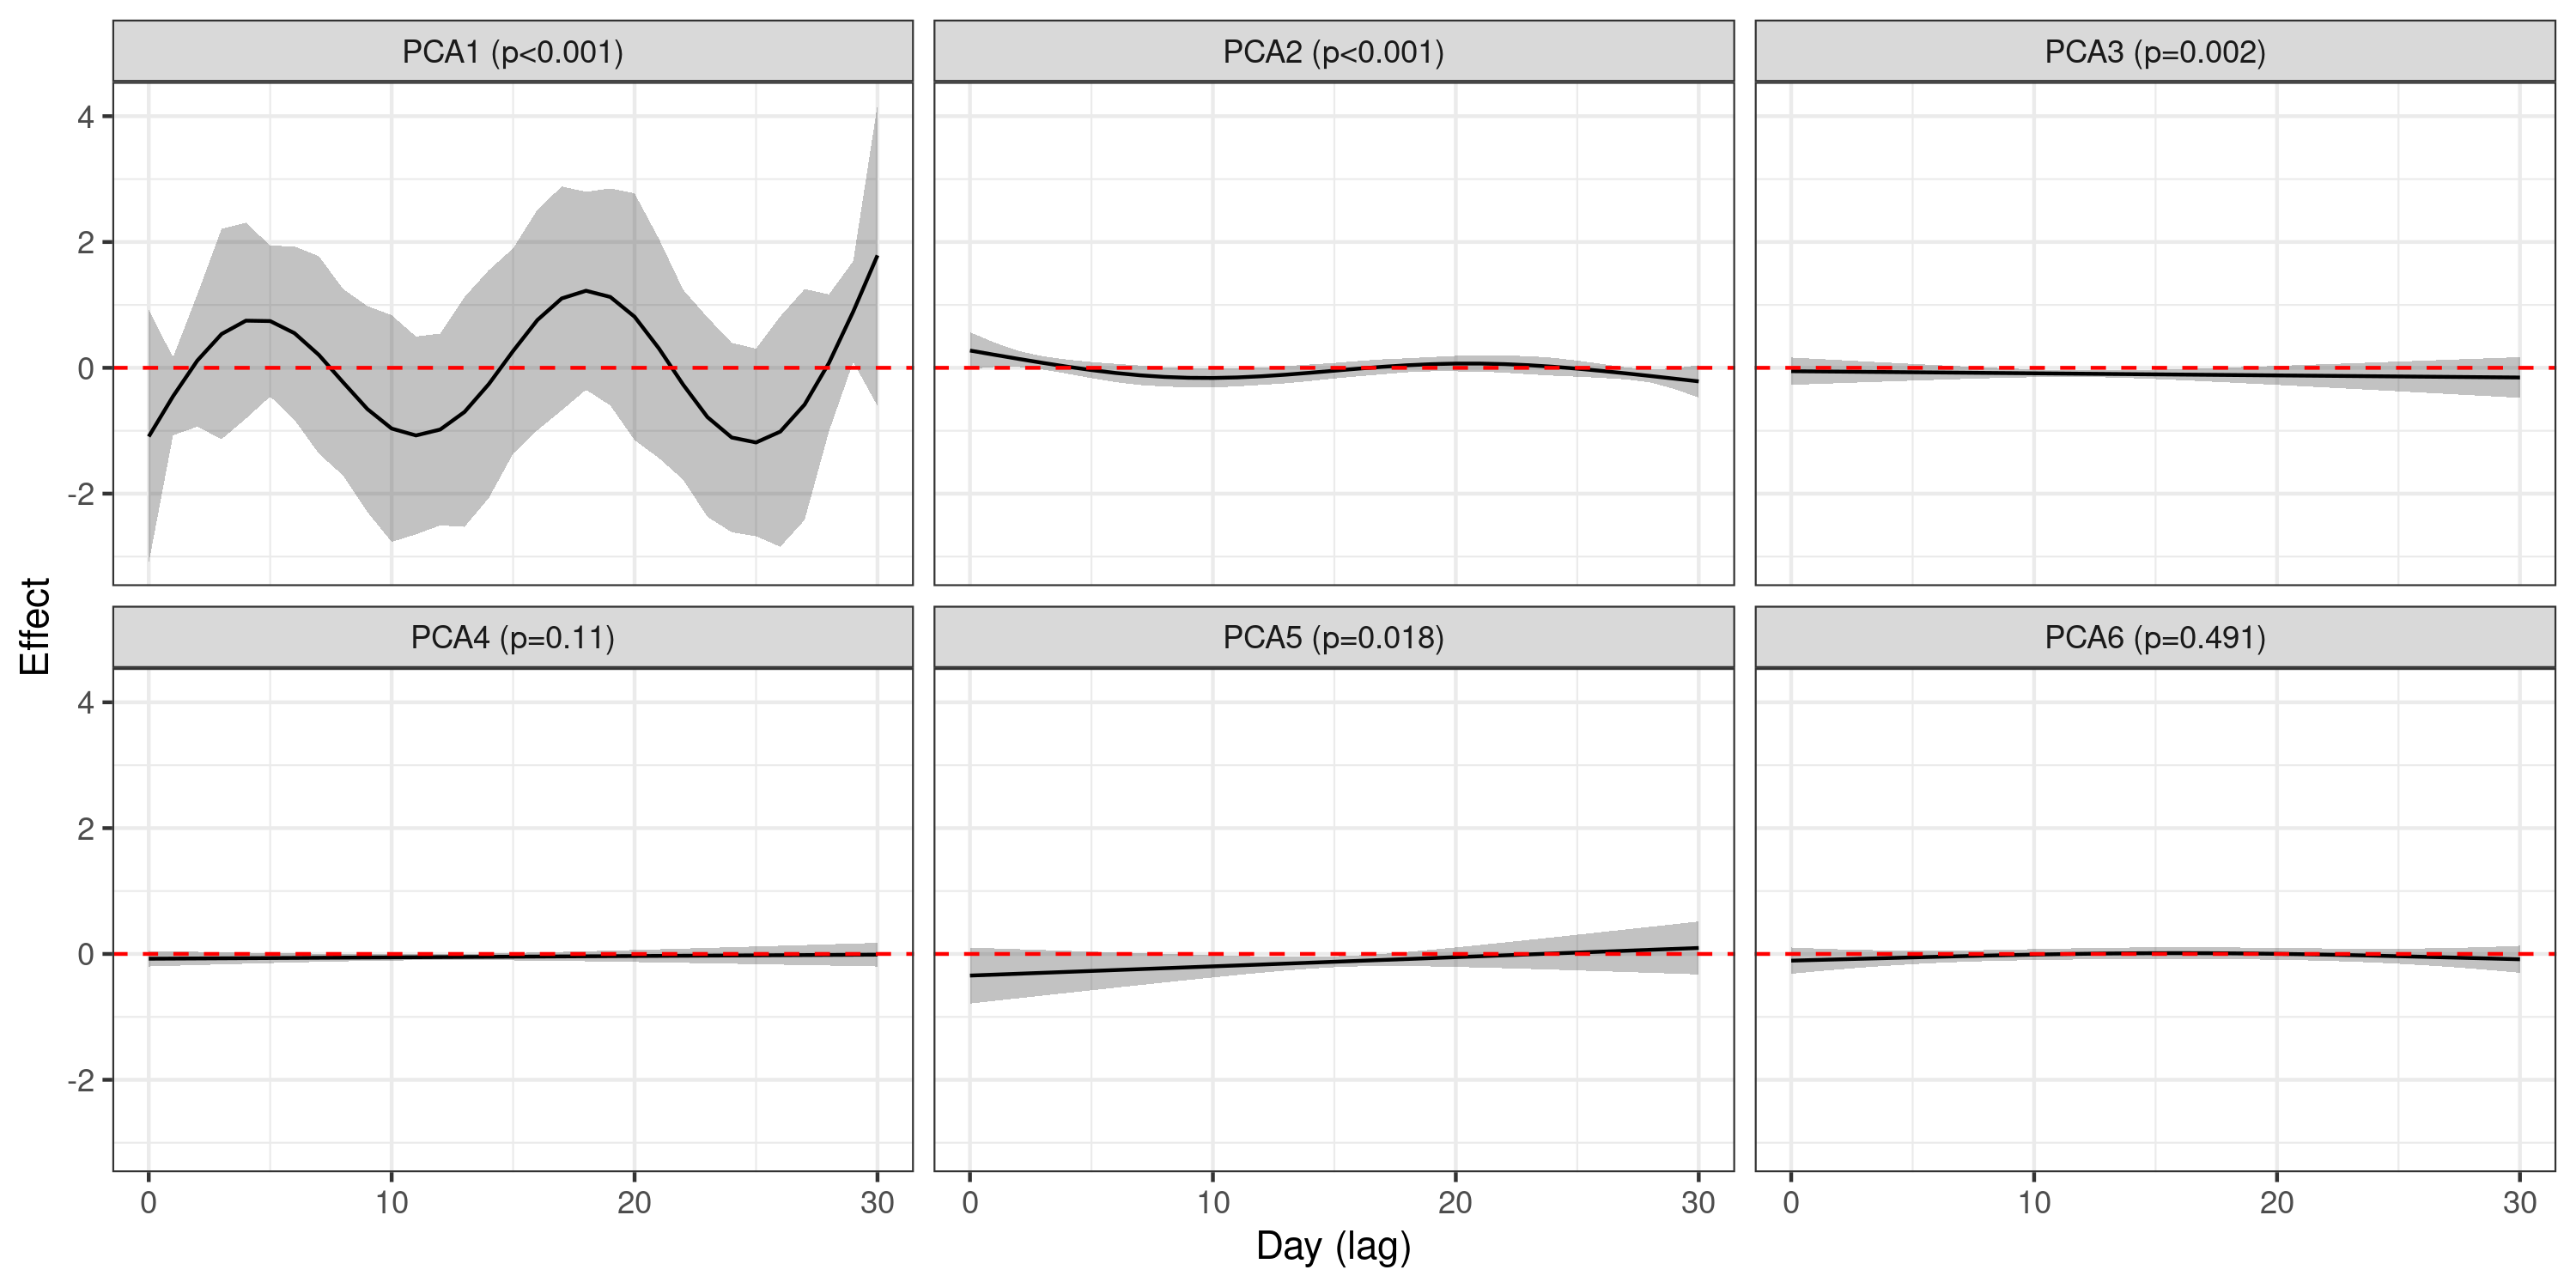 PCA1 (p<0.001)
PCA2 (p<0.001)
PCA3 (p=0.002)
4
2
0
-2
Effect
PCA4 (p=0.11)
PCA5 (p=0.018)
PCA6 (p=0.491)
4
2
0
-2
0 10 20 30
0 10 20 30
0 10 20 30
Day (lag)